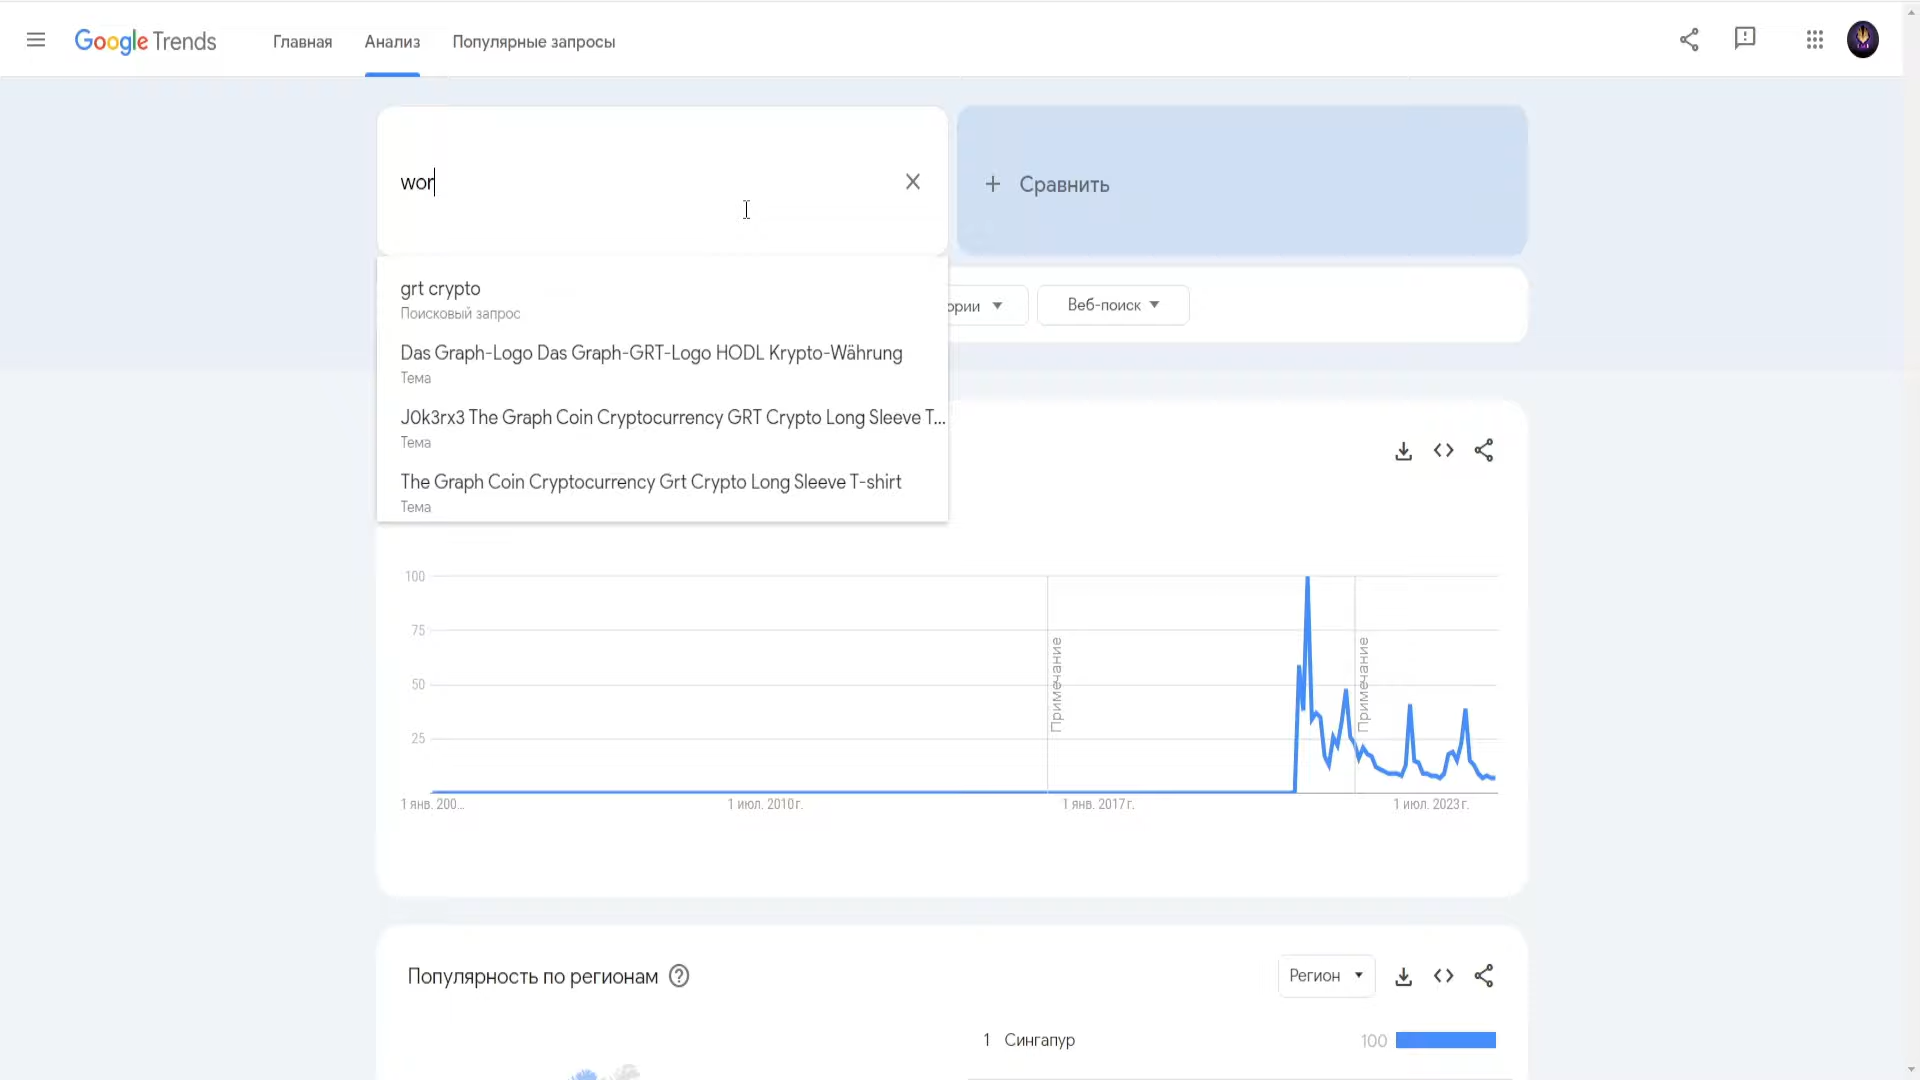 Google Trends
Главная
Анализ
Популярные запросы
wor
+ Сравнить
grt crypto
Поисковый запрос
Das Graph-Logo Das Graph-GRT-Logo HODL Krypto-Währung
Тема
J0k3rx3 The Graph Coin Cryptocurrency GRT Crypto Long Sleeve T...
Тема
The Graph Coin Cryptocurrency Grt Crypto Long Sleeve T-shirt
Тема
ории
Веб-поиск
100
75
50
25
Примечание
Примечание
1 янв. 200...
1 июл. 2010 г.
1 янв. 2017 г.
1 июл. 2023 г.
Популярность по регионам
Регион
1 Сингапур 100